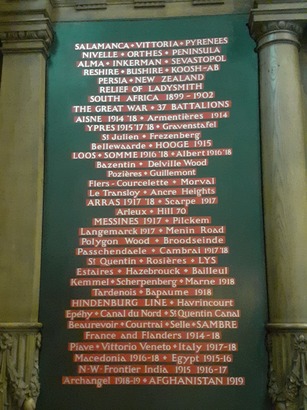 SALAMANCA • VITTORIA • PYRENEES
NIVELLE • ORTHES • PENINSULA
ALMA • INKERMAN • SEVASTOPOL
RESHIRE • BUSHIRE • KOOSH-AB
PERSIA • NEW ZEALAND
RELIEF OF LADYSMITH
SOUTH AFRICA 1899-1902
THE GREAT WAR • 37 BATTALIONS
AISNE 1914 '18 • Armentières 1914
YPRES 1915 '17 '18 • Gravenstafel
St Julien • Frezenberg
Bellewaarde • HOOGE 1915
LOOS • SOMME 1916 '18 • Albert 1916 '18
Bazentin • Delville Wood
Pozières • Guillemont
Flers-Courcelette • Morval
Le Transloy • Ancre Heights
ARRAS 1917 '18 • Scarpe 1917
Arleux • Hill 70
MESSINES 1917 • Pilckem
Langemarck 1917 • Menin Road
Polygon Wood • Broodseinde
Passchendaele • Cambrai 1917 '18
St Quentin • Rosières • LYS
Estaires • Hazebrouck • Bailleul
Kemmel • Scherpenberg • Marne 1918
Tardenois • Bapaume 1918
HINDENBURG LINE • Havrincourt
Epéhy • Canal du Nord • St Quentin Canal
Beaurevoir • Courtrai • Selle • SAMBRE
France and Flanders 1914-18
Piave • Vittorio Veneto • Italy 1917-18
Macedonia 1916-18 • Egypt 1915-16
N-W-Frontier India 1915 1916-17
Archangel 1918-19 • AFGHANISTAN 1919